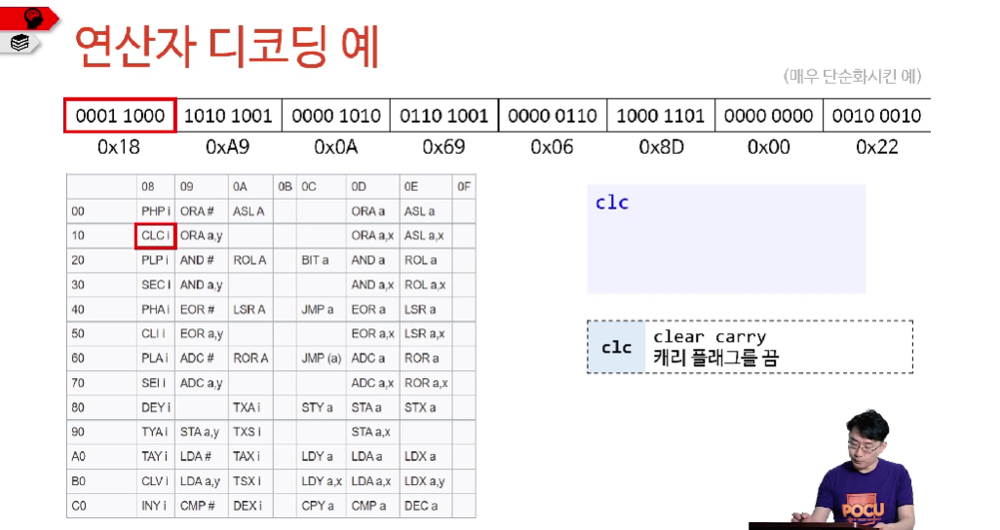 연산자 디코딩 예
(매우 단순화시킨 예)
0001 1000 1010 1001 0000 1010 0110 1001 0000 0110 1000 1101 0000 0000 0010 0010
0x18 0xA9 0x0A 0x69 0x06 0x8D 0x00 0x22
08 09 0A 0B 0C 0D 0E 0F
00 PHP i ORA # ASL A ORA a ASL a
10 CLC i ORA a,y ORA a,x ASL a,x
20 PLP i AND # ROL A BIT a AND a ROL a
30 SEC i AND a,y AND a,x ROL a,x
40 PHA i EOR # LSR A JMP a EOR a LSR a
50 CLI i EOR a,y EOR a,x LSR a,x
60 PLA i ADC # ROR A JMP (a) ADC a ROR a
70 SEI i ADC a,y ADC a,x ROR a,x
80 DEY i TXA i STY a STA a STX a
90 TYA i STA a,y TXS i STA a,x
A0 TAY i LDA # TAX i LDY a LDA a LDX a
B0 CLV i LDA a,y TSX i LDY a,x LDA a,x LDX a,y
C0 INY i CMP # DEX i CPY a CMP a DEC a
clc
clc
clear carry
캐리 플래그를 끔
POCU